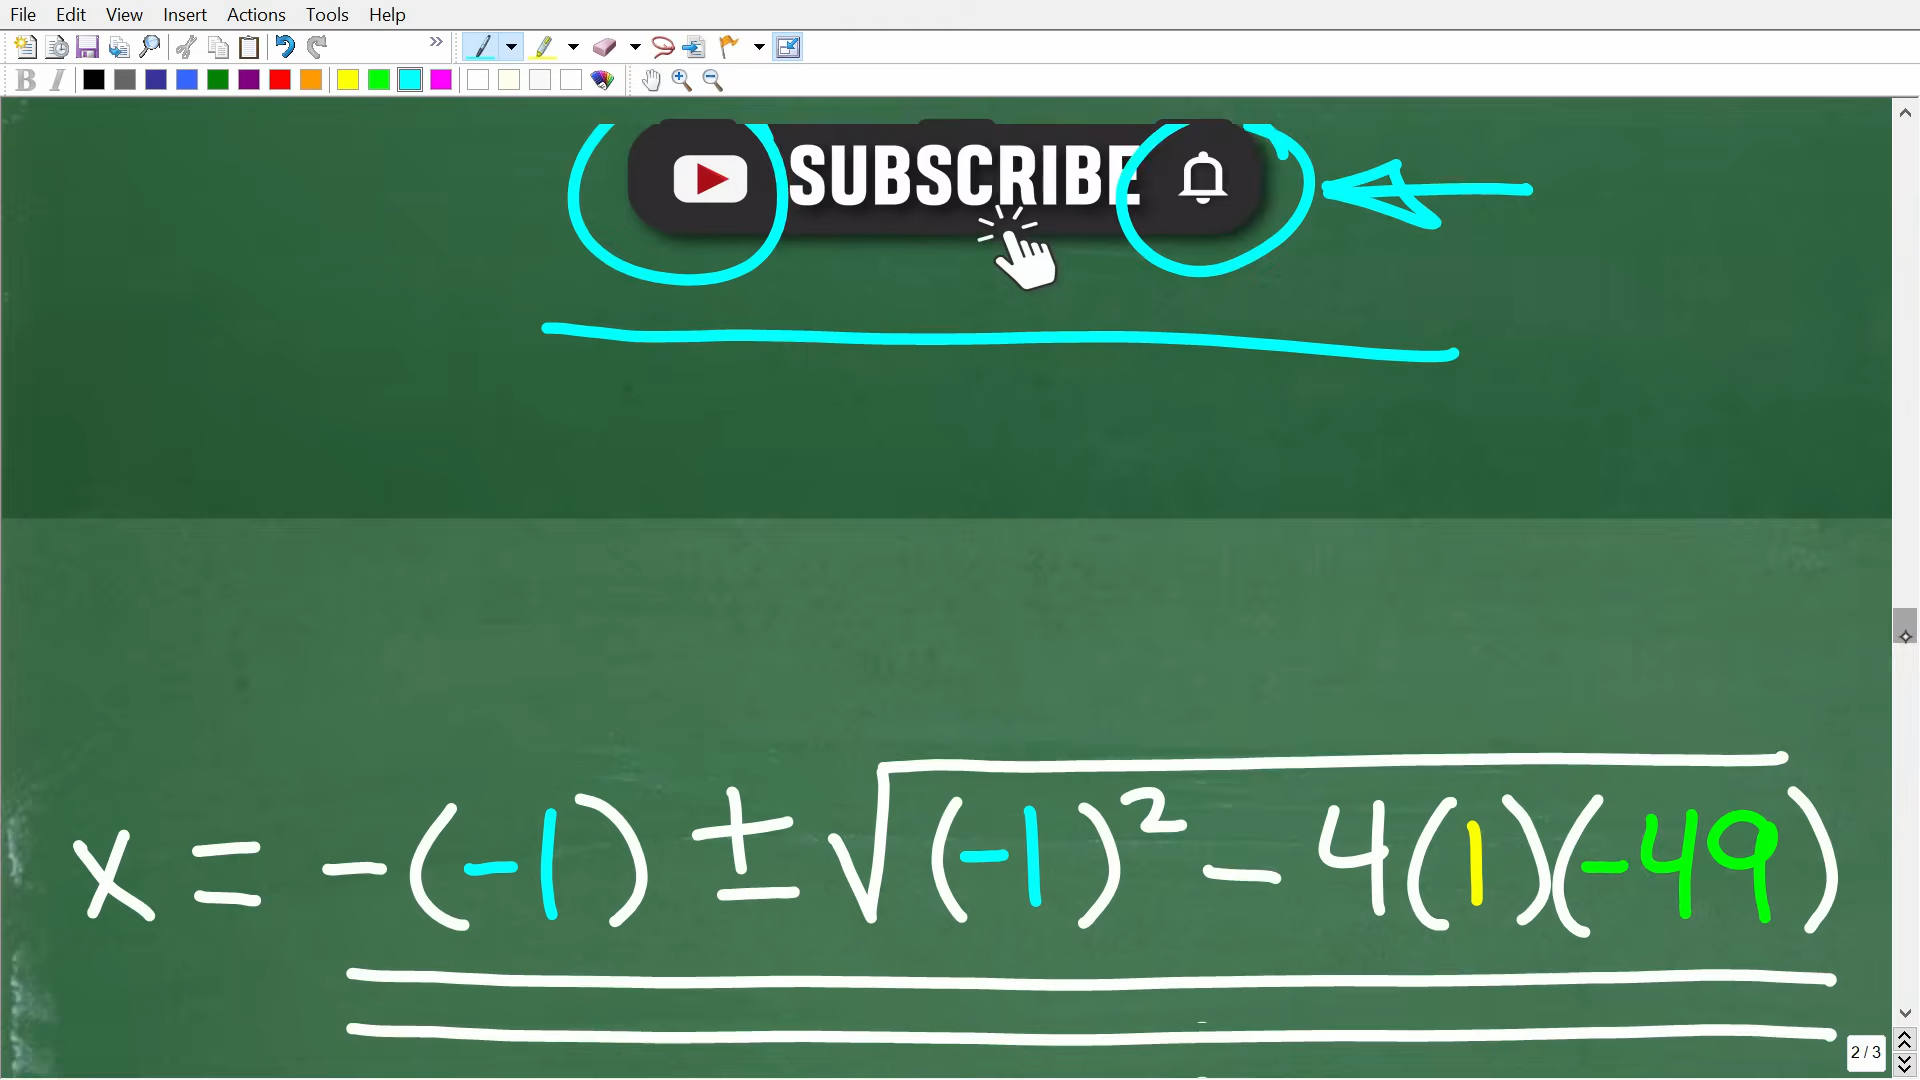 File Edit View Insert Actions Tools Help
B I
SUBSCRIBE
x = -(-1) ± √(-1)² - 4(1)(-49)
2 / 3